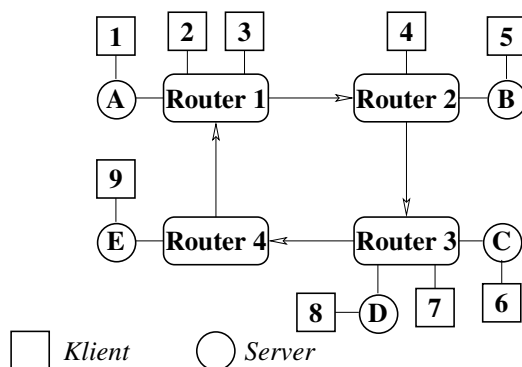 1 2 3 4 5
A Router 1 Router 2 B
9
E Router 4 Router 3 C
8 D 7 6
Klient Server